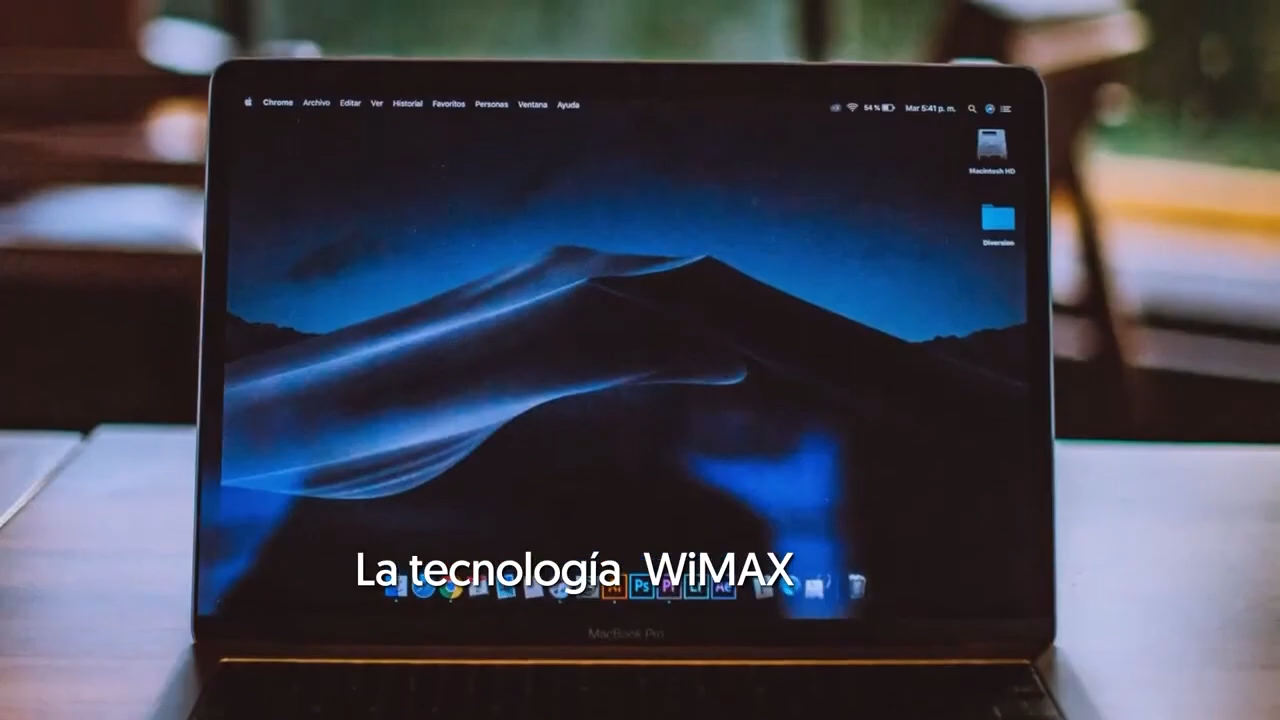 Chrome Archivo Editar Ver Historial Favoritos Personas Ventana Ayuda
54 % Mar 5:41 p. m.
Macintosh HD
Diversion
La tecnología WiMAX
Ps
MacBook Pro